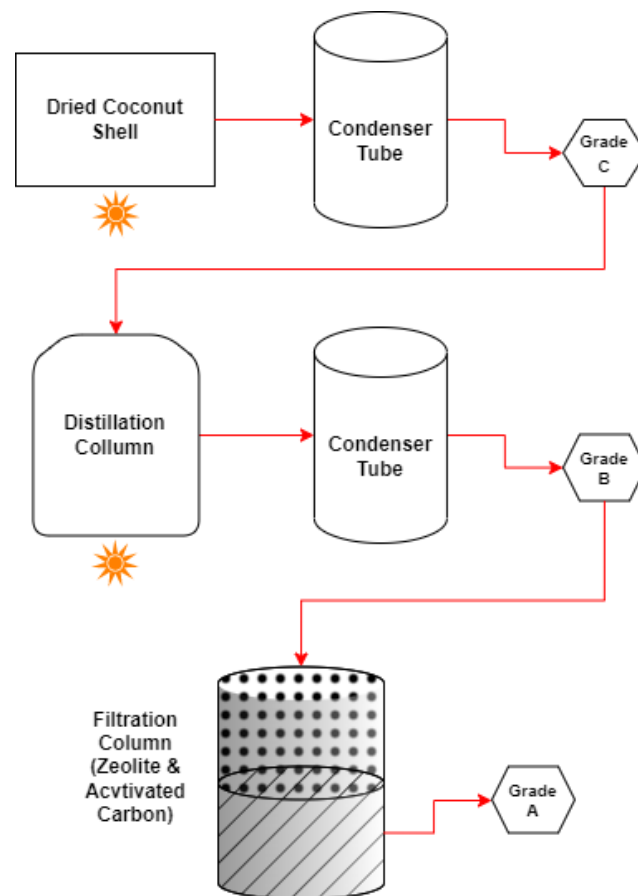 Dried Coconut
Shell
Condenser
Tube
Grade
C
Distillation
Collumn
Condenser
Tube
Grade
B
Filtration
Column
(Zeolite &
Acvtivated
Carbon)
Grade
A